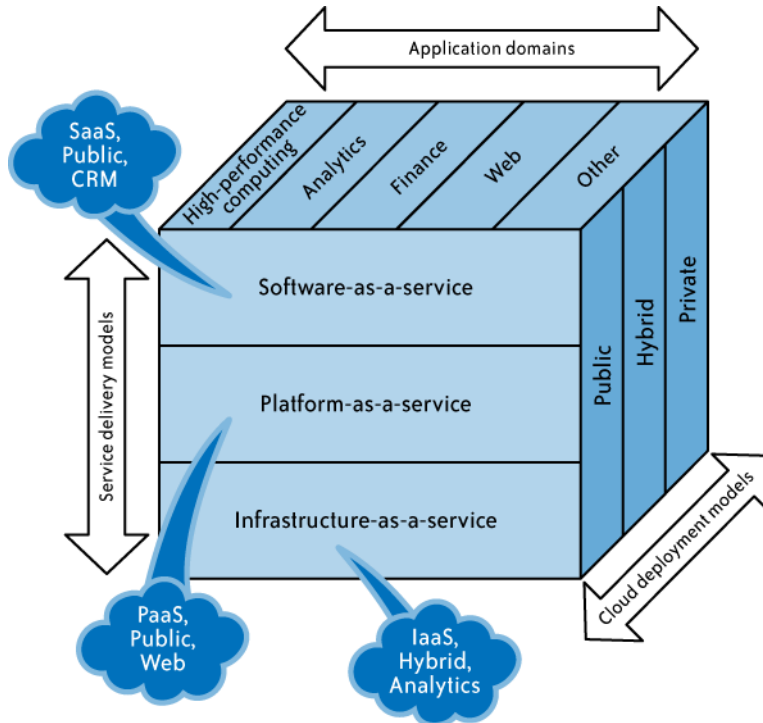 Application domains
SaaS,
Public,
CRM
High-performance
computing
Analytics
Finance
Web
Other
Service delivery models
Software-as-a-service
Platform-as-a-service
Infrastructure-as-a-service
Public
Hybrid
Private
Cloud deployment models
PaaS,
Public,
Web
IaaS,
Hybrid,
Analytics